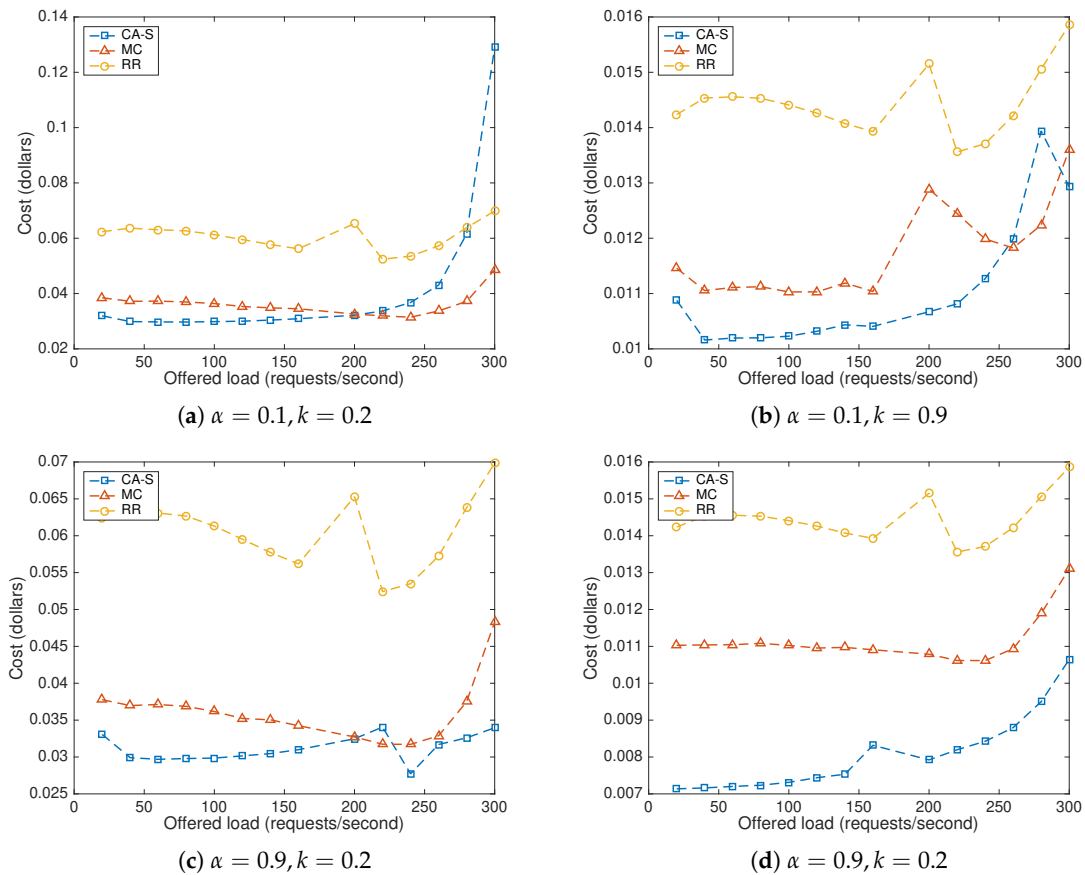 0.14
0.12
0.1
0.08
0.06
0.04
0.02
Cost (dollars)
CA-S
MC
RR
0 50 100 150 200 250 300
Offered load (requests/second)
(a) α = 0.1, k = 0.2
0.016
0.015
0.014
0.013
0.012
0.011
0.01
Cost (dollars)
CA-S
MC
RR
0 50 100 150 200 250 300
Offered load (requests/second)
(b) α = 0.1, k = 0.9
0.07
0.065
0.06
0.055
0.05
0.045
0.04
0.035
0.03
0.025
Cost (dollars)
CA-S
MC
RR
0 50 100 150 200 250 300
Offered load (requests/second)
(c) α = 0.9, k = 0.2
0.016
0.015
0.014
0.013
0.012
0.011
0.01
0.009
0.008
0.007
Cost (dollars)
CA-S
MC
RR
0 50 100 150 200 250 300
Offered load (requests/second)
(d) α = 0.9, k = 0.2